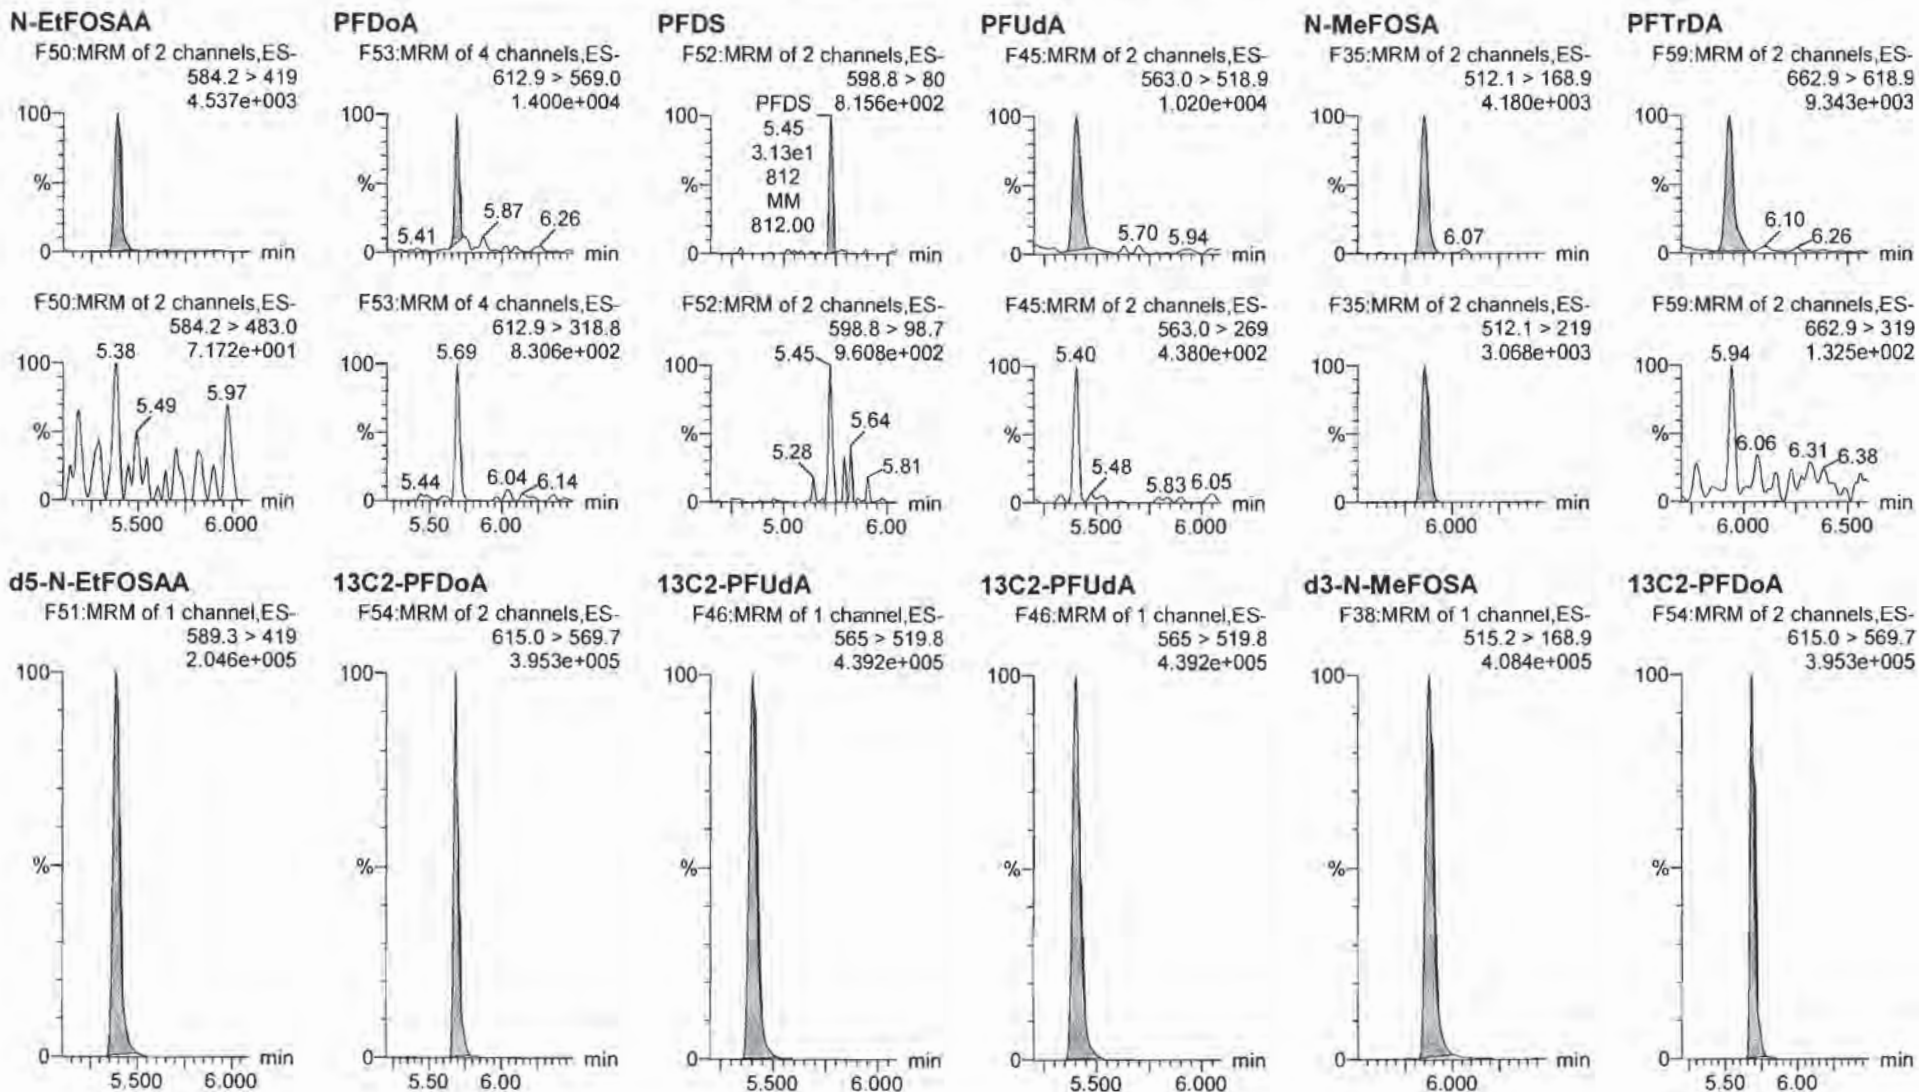 N-EtFOSAA
F50:MRM of 2 channels,ES-
584.2 > 419
4.537e+003
100
%
0
min
F50:MRM of 2 channels,ES-
584.2 > 483.0
7.172e+001
5.38
100
5.49
5.97
%
0
min
5.500
6.000
d5-N-EtFOSAA
F51:MRM of 1 channel,ES-
589.3 > 419
2.046e+005
100
%
0
min
5.500
6.000
PFDoA
F53:MRM of 4 channels,ES-
612.9 > 569.0
1.400e+004
100
%
5.41
5.87
6.26
0
min
F53:MRM of 4 channels,ES-
612.9 > 318.8
8.306e+002
5.69
100
%
5.44
6.04
6.14
0
min
5.50
6.00
13C2-PFDoA
F54:MRM of 2 channels,ES-
615.0 > 569.7
3.953e+005
100
%
0
min
5.50
6.00
PFDS
F52:MRM of 2 channels,ES-
598.8 > 80
8.156e+002
PFDS
5.45
3.13e1
812
MM
812.00
100
%
0
min
F52:MRM of 2 channels,ES-
598.8 > 98.7
9.608e+002
5.45
100
5.64
%
5.28
5.81
0
min
5.00
6.00
13C2-PFUdA
F46:MRM of 1 channel,ES-
565 > 519.8
4.392e+005
100
%
0
min
5.500
6.000
PFUdA
F45:MRM of 2 channels,ES-
563.0 > 518.9
1.020e+004
100
%
5.70
5.94
0
min
F45:MRM of 2 channels,ES-
563.0 > 269
4.380e+002
5.40
100
%
5.48
5.83
6.05
0
min
5.500
6.000
13C2-PFUdA
F46:MRM of 1 channel,ES-
565 > 519.8
4.392e+005
100
%
0
min
5.500
6.000
N-MeFOSA
F35:MRM of 2 channels,ES-
512.1 > 168.9
4.180e+003
100
%
6.07
0
min
F35:MRM of 2 channels,ES-
512.1 > 219
3.068e+003
100
%
0
min
6.000
d3-N-MeFOSA
F38:MRM of 1 channel,ES-
515.2 > 168.9
4.084e+005
100
%
0
min
6.000
PFTrDA
F59:MRM of 2 channels,ES-
662.9 > 618.9
9.343e+003
100
%
6.10
6.26
0
min
F59:MRM of 2 channels,ES-
662.9 > 319
1.325e+002
5.94
100
%
6.06
6.31
6.38
0
min
6.000
6.500
13C2-PFDoA
F54:MRM of 2 channels,ES-
615.0 > 569.7
3.953e+005
100
%
0
min
5.50
6.00